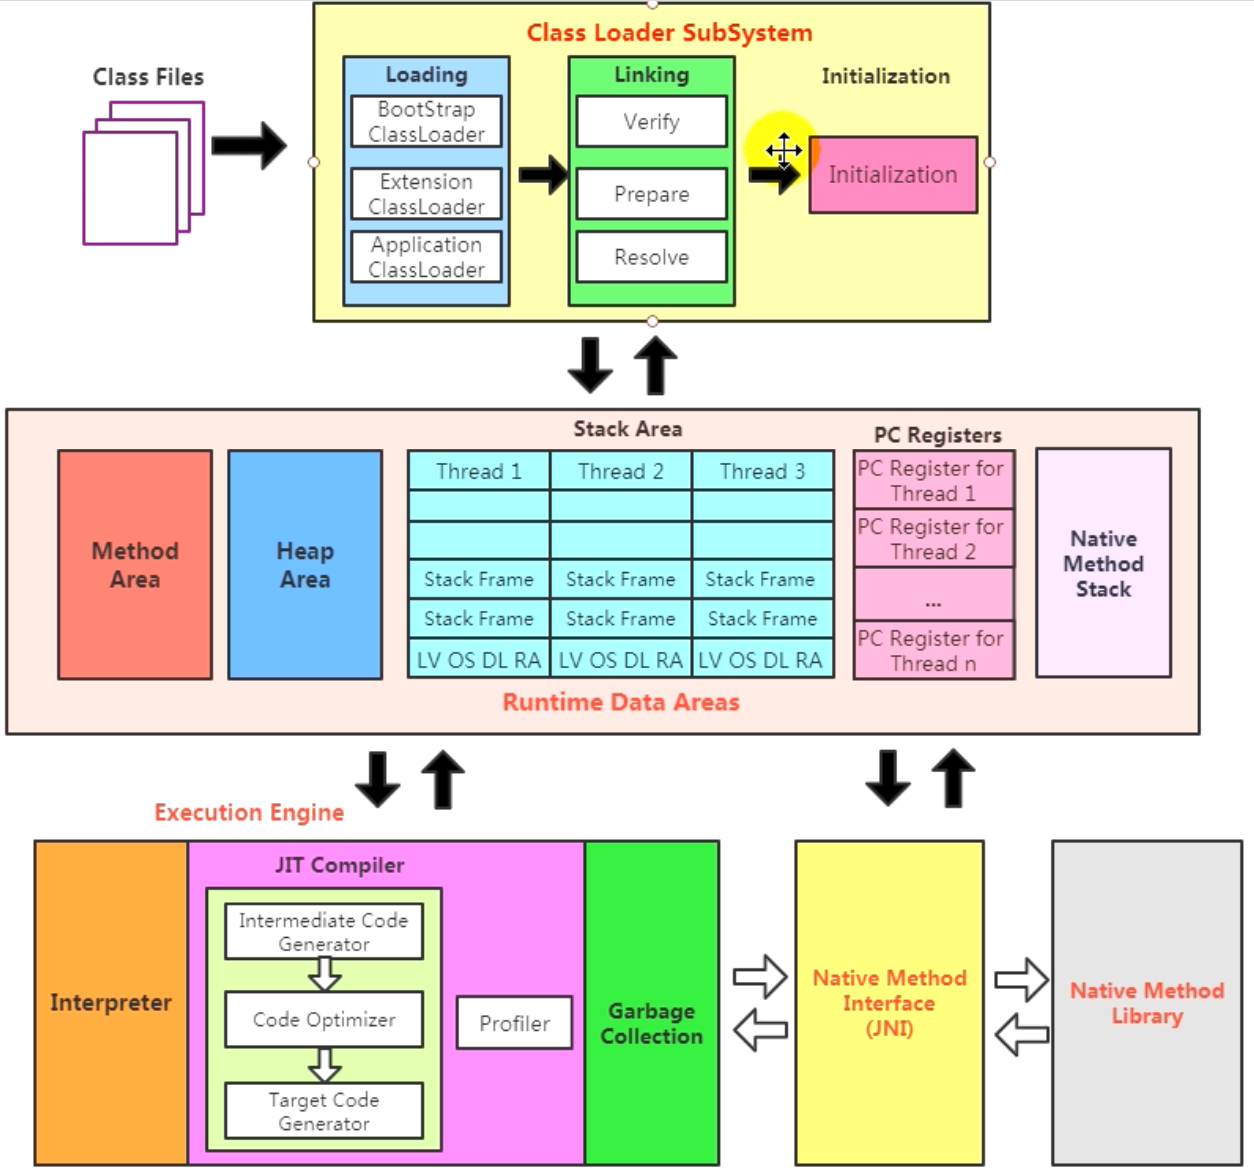 Class Loader SubSystem
Class Files
Loading
BootStrap
ClassLoader
Extension
ClassLoader
Application
ClassLoader
Linking
Verify
Prepare
Resolve
Initialization
Initialization
Stack Area
PC Registers
Method
Area
Heap
Area
Thread 1
Thread 2
Thread 3
Stack Frame
Stack Frame
Stack Frame
Stack Frame
Stack Frame
Stack Frame
LV OS DL RA
LV OS DL RA
LV OS DL RA
PC Register for
Thread 1
PC Register for
Thread 2
...
PC Register for
Thread n
Native
Method
Stack
Runtime Data Areas
Execution Engine
Interpreter
JIT Compiler
Intermediate Code
Generator
Code Optimizer
Target Code
Generator
Profiler
Garbage
Collection
Native Method
Interface
(JNI)
Native Method
Library